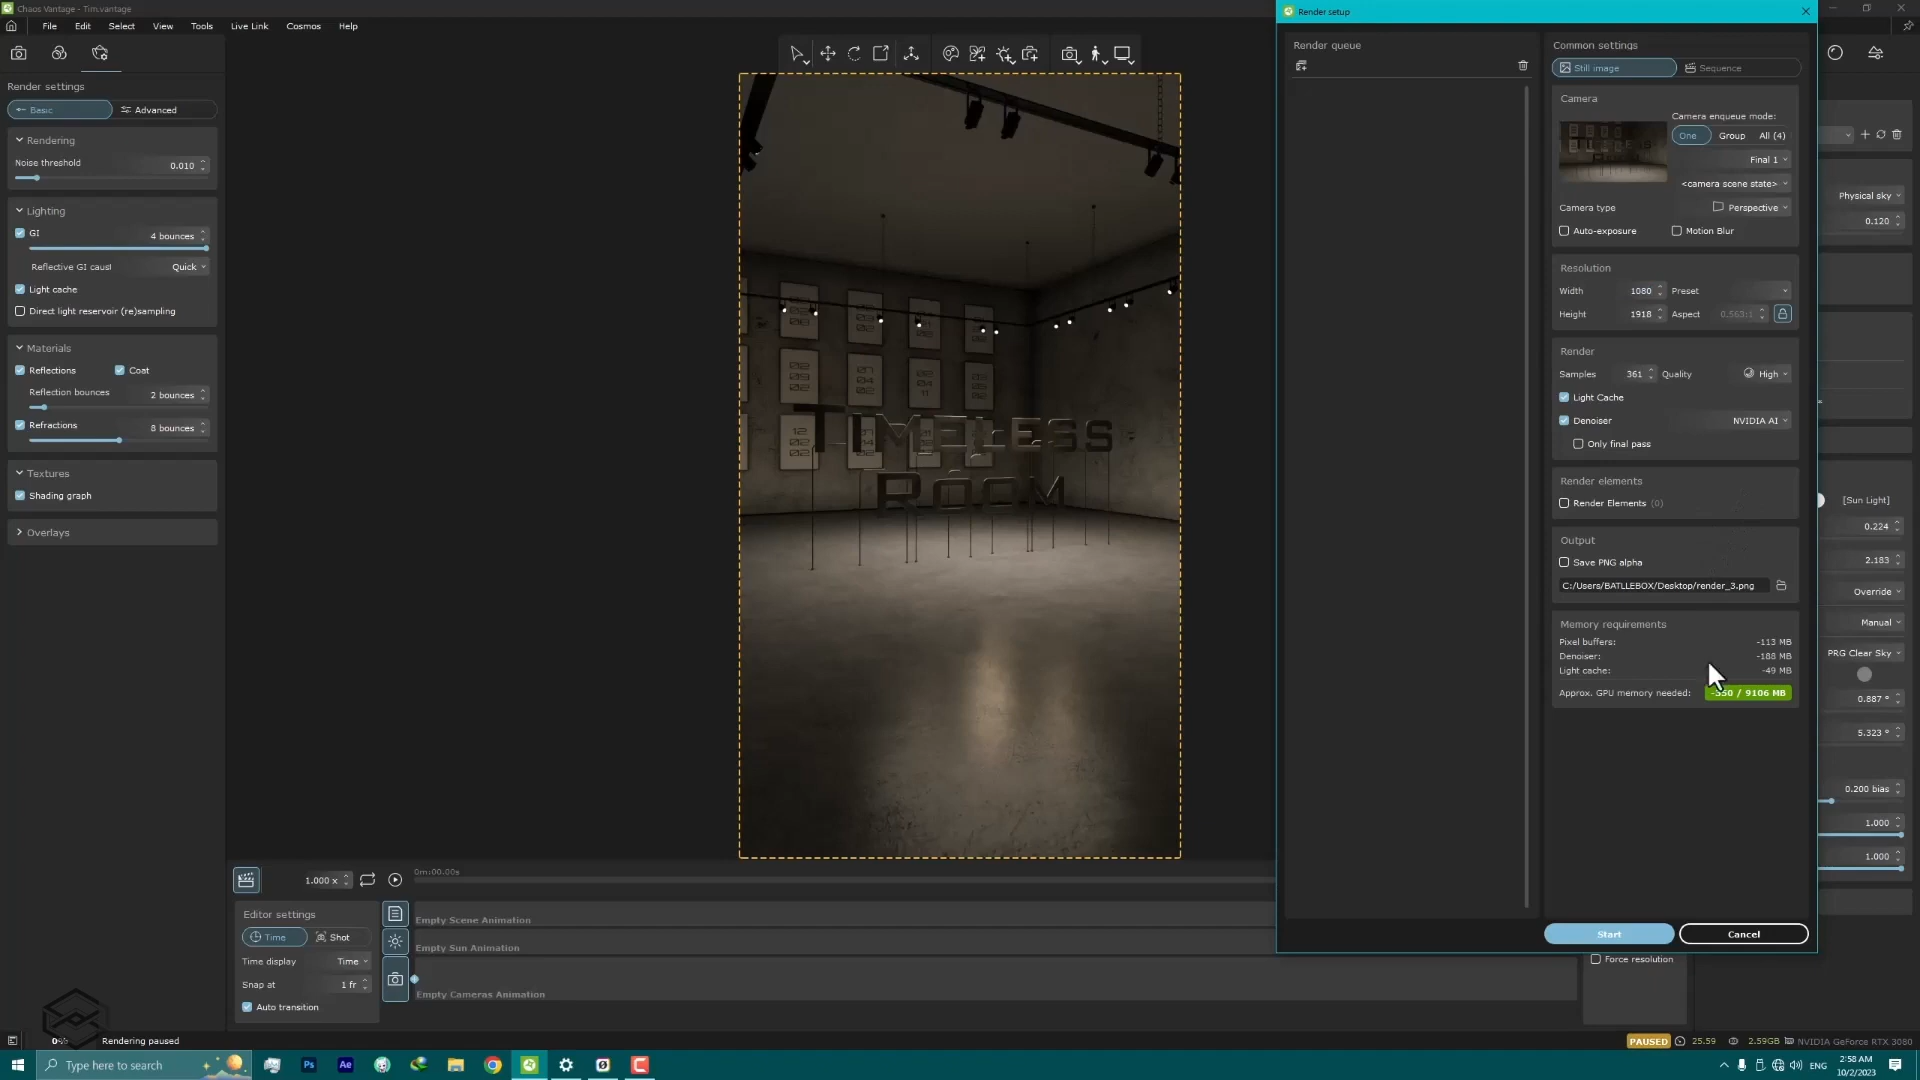 Chaos Vantage - Tim.vantage
File Edit Select View Tools Live Link Chaos Cosmos Help
Render settings
Basic Advanced
Rendering
Noise threshold 0.010
Lighting
GI 4 bounces
Reflective GI caust Quick
Light cache
Direct light reservoir (re)sampling
Materials
Reflections Coat
Reflection bounces 2 bounces
Refractions 8 bounces
Textures
Shading graph
Overlays
TIMELESS
ROOM
1.000 x 0m:00.00s
Editor settings
Time Shot
Time display Time
Snap at 1 fr
Auto transition
Empty Scene Animation
Empty Sun Animation
Empty Cameras Animation
Render setup
Render queue
Common settings
Still image Sequence
Camera
Camera enqueue mode:
One Group All (4)
Final 1
<camera scene state>
Camera type Perspective
Auto-exposure Motion Blur
Resolution
Width 1080 Preset
Height 1918 Aspect 0.563:1
Render
Samples 361 Quality High
Light Cache
Denoiser NVIDIA AI
Only final pass
Render elements
Render Elements (0)
Output
Save PNG alpha
C:/Users/BATLLEBOX/Desktop/render_3.png
Memory requirements
Pixel buffers: ~113 MB
Denoiser: ~188 MB
Light cache: ~49 MB
Approx. GPU memory needed: ~350 / 9106 MB
Start Cancel
Physical sky
0.120
[Sun Light]
0.224
2.183
Override
Manual
PRG Clear Sky
0.887 °
5.323 °
0.200 bias
1.000
1.000
Force resolution
Rendering paused
PAUSED 25.59 2.59GB NVIDIA GeForce RTX 3080
Type here to search
Ps Ae
ENG
2:58 AM
10/2/2023